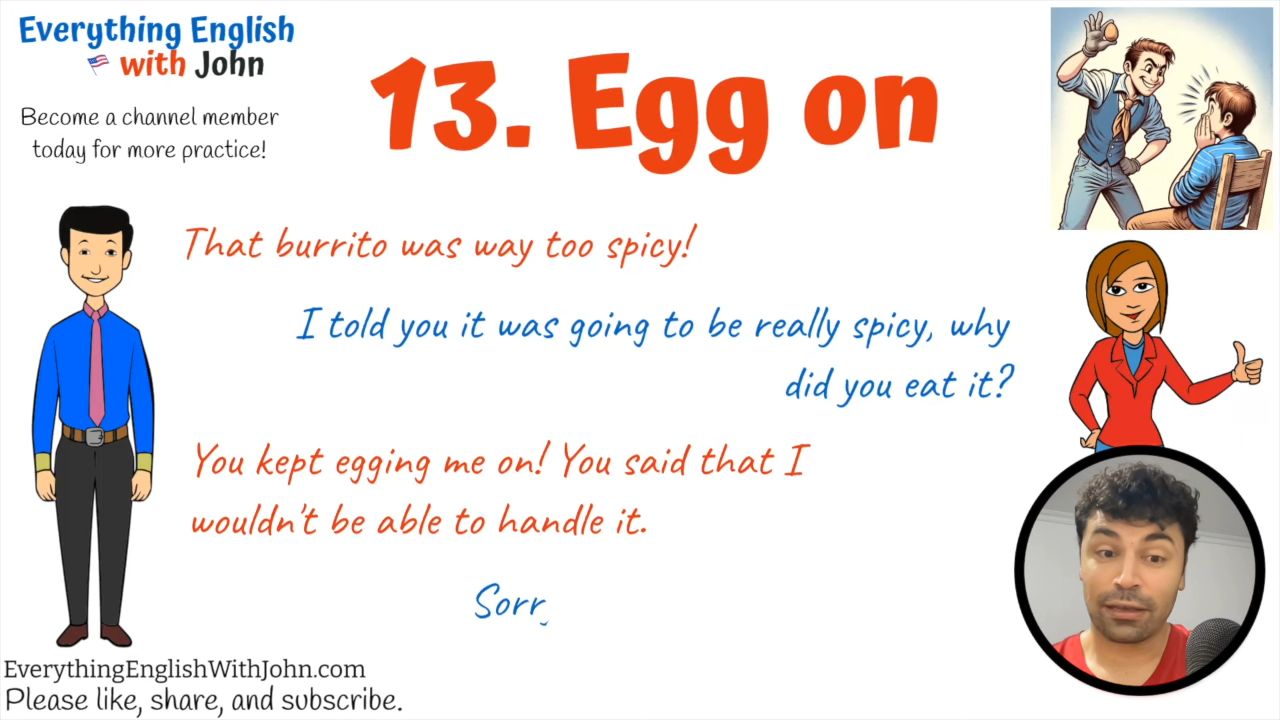 Everything English
with John
Become a channel member
today for more practice!
13. Egg on
That burrito was way too spicy!
I told you it was going to be really spicy, why
did you eat it?
You kept egging me on! You said that I
wouldn't be able to handle it.
Sorr
EverythingEnglishWithJohn.com
Please like, share, and subscribe.